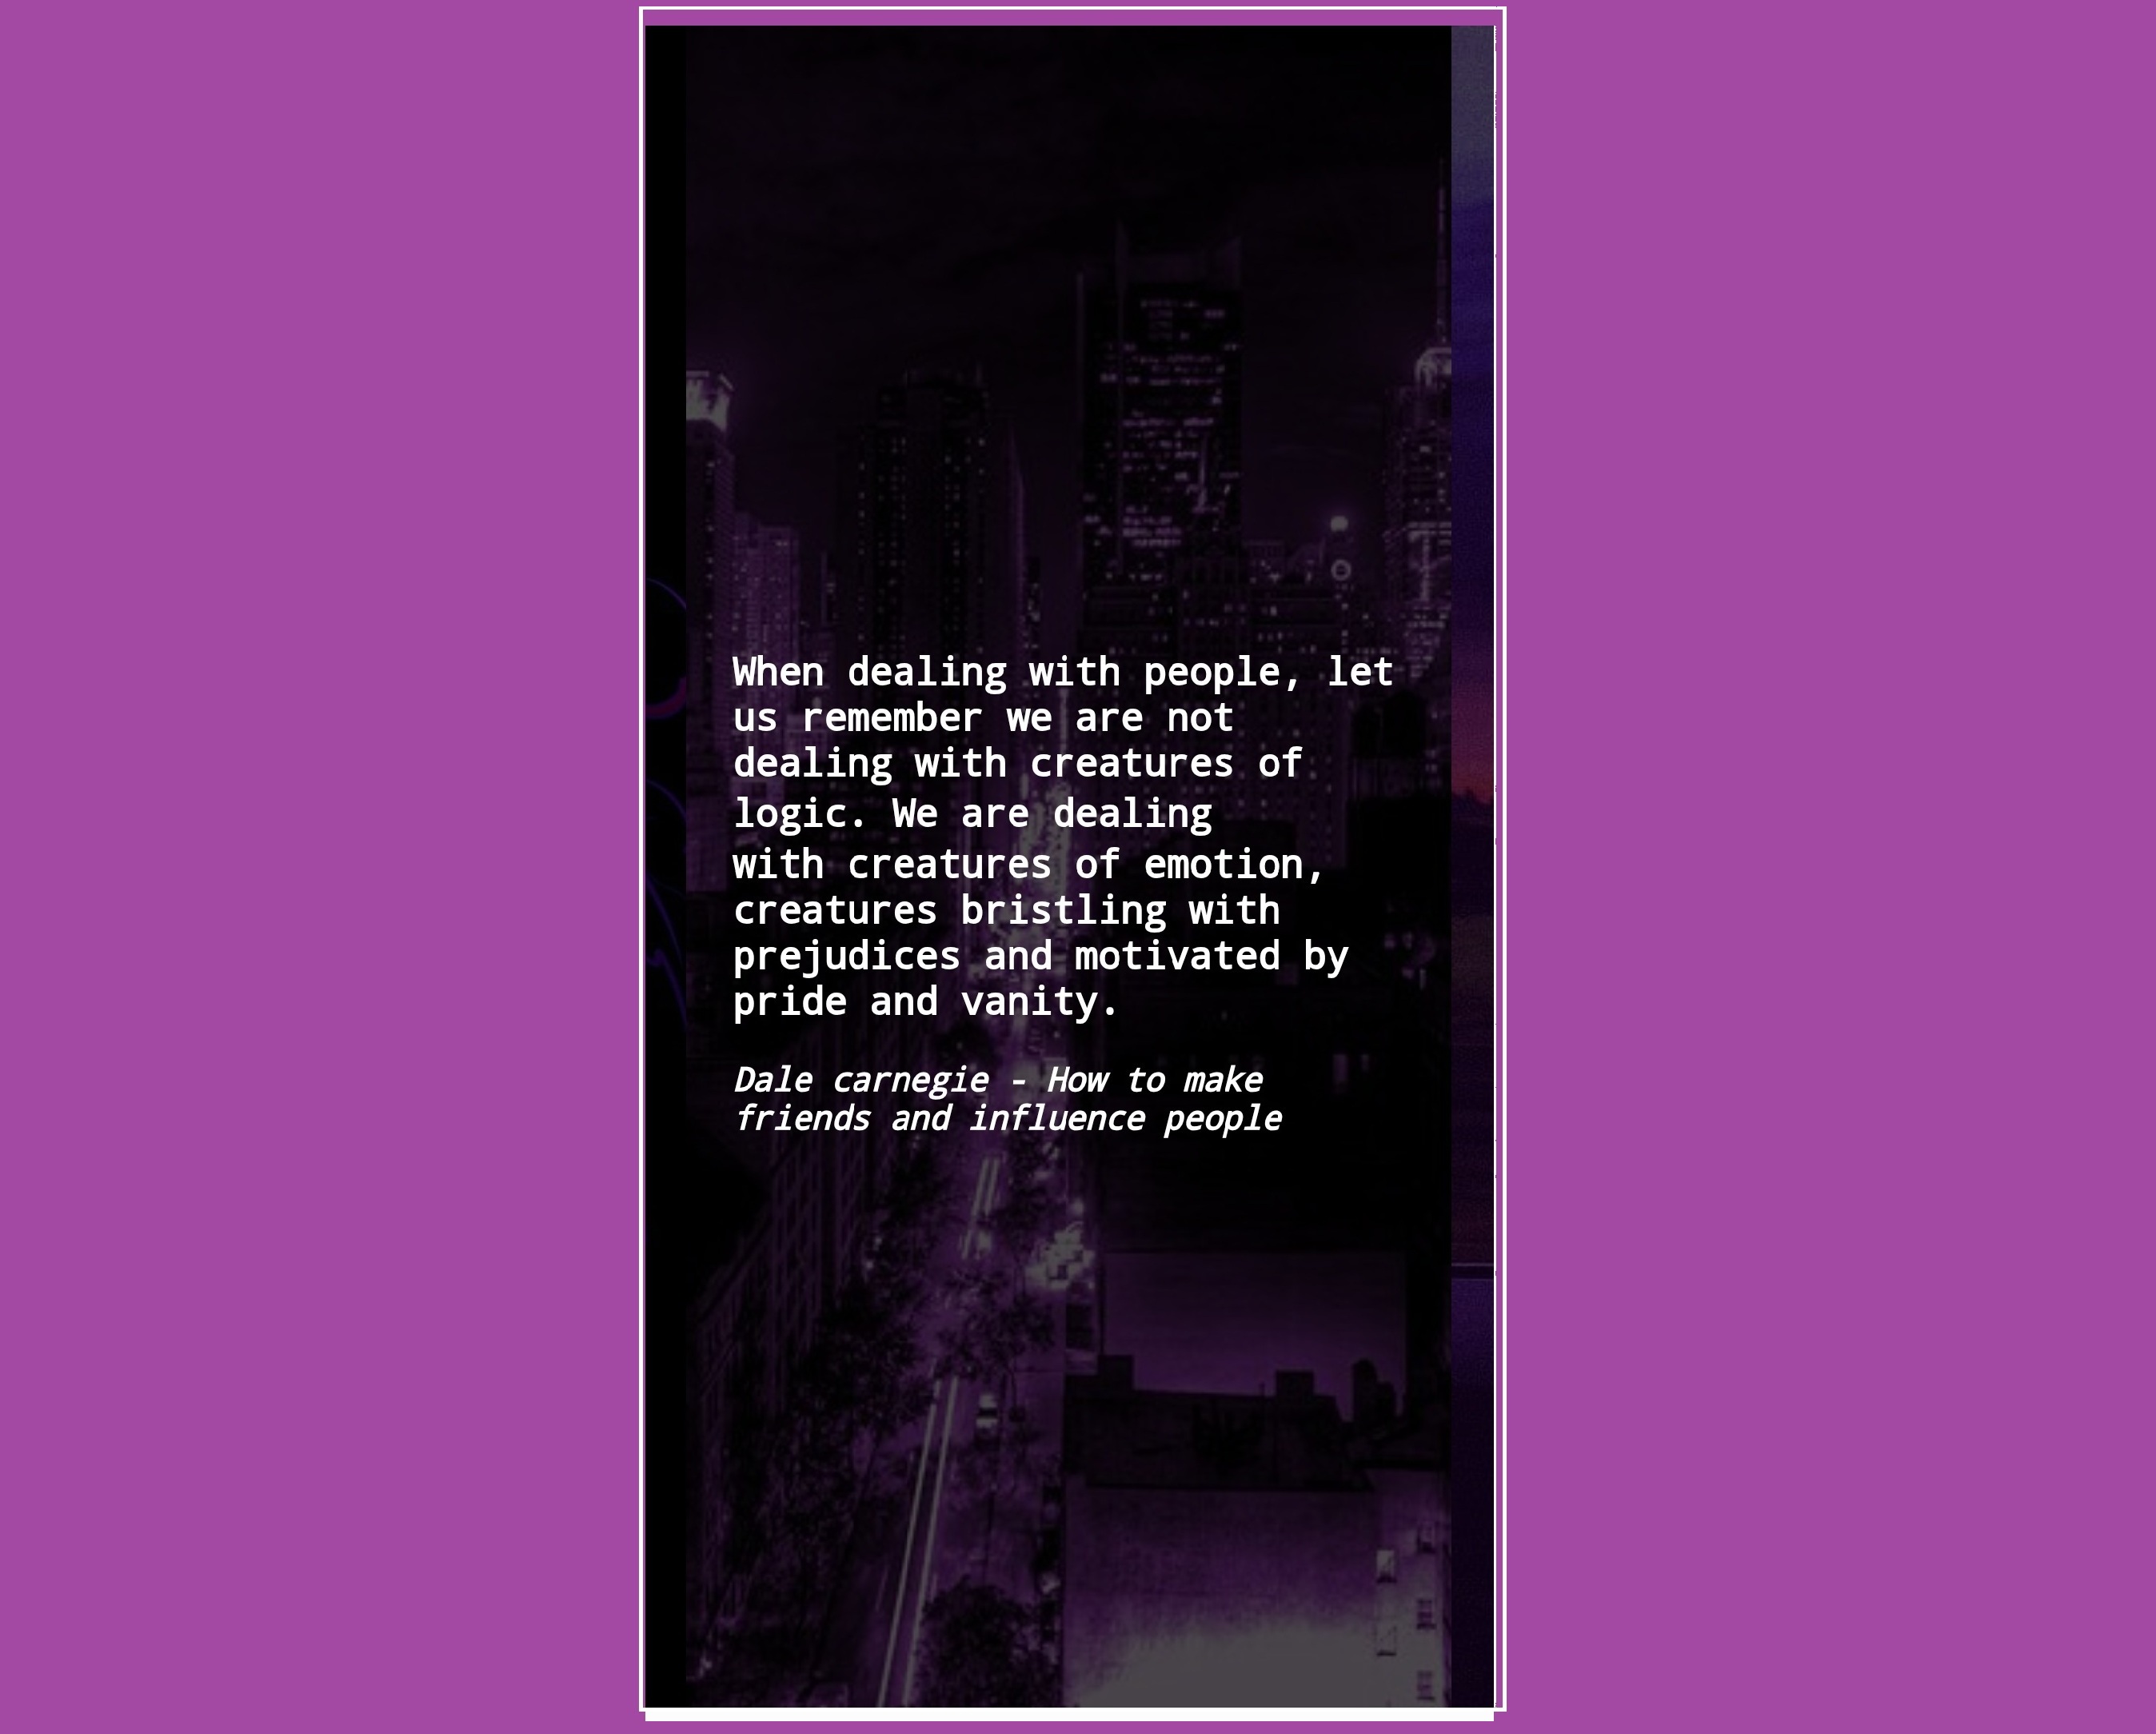 When dealing with people, let
us remember we are not
dealing with creatures of
logic. We are dealing
with creatures of emotion,
creatures bristling with
prejudices and motivated by
pride and vanity.
Dale carnegie - How to make
friends and influence people